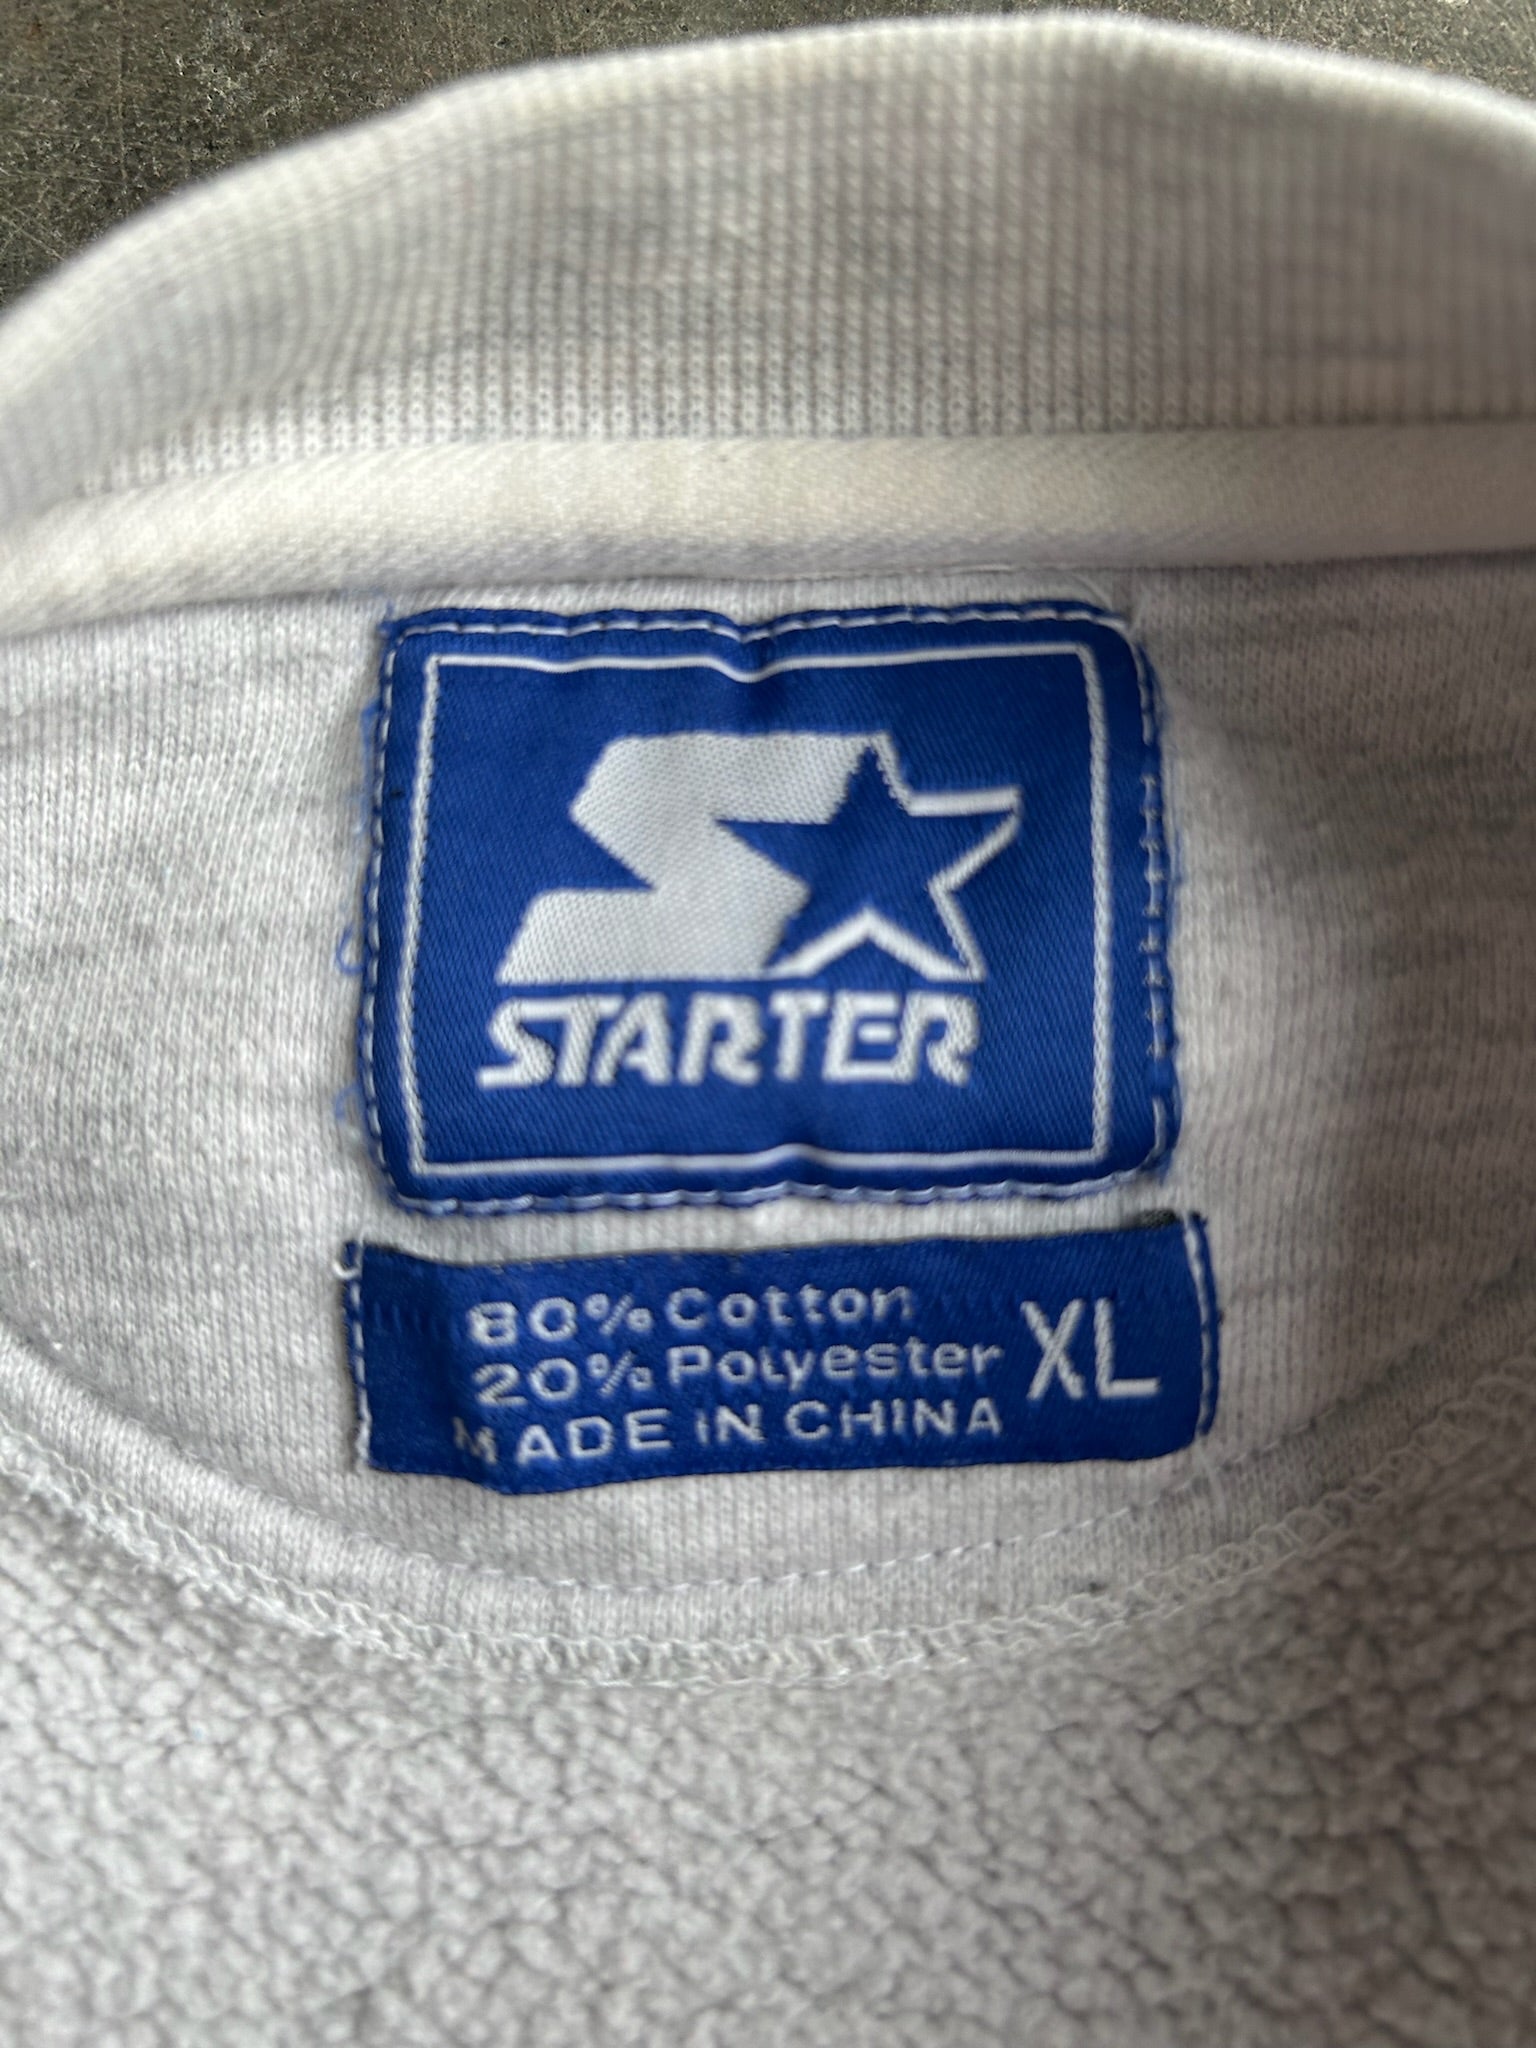 STARTER
80% Cotton
20% Polyester
MADE IN CHINA
XL